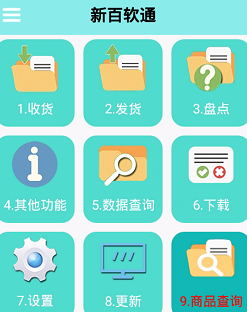 新百软通
1.收货
2.发货
3.盘点
4.其他功能
5.数据查询
6.下载
7.设置
8.更新
9.商品查询